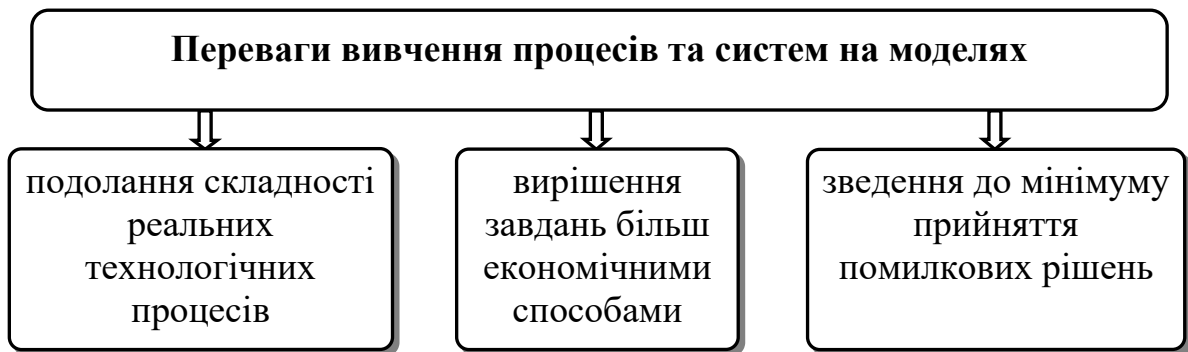 Переваги вивчення процесів та систем на моделях
подолання складності
реальних
технологічних
процесів
вирішення
завдань більш
економічними
способами
зведення до мінімуму
прийняття
помилкових рішень